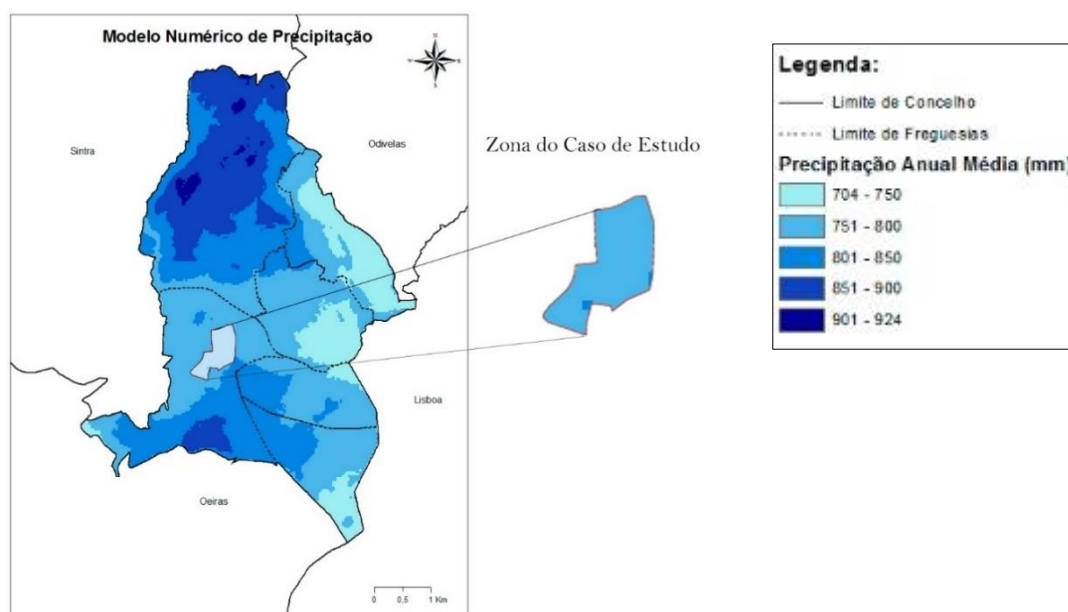 Modelo Numérico de Precipitação
Sintra
Odivelas
Lisboa
Oeiras
0 0,5 1 Km
Zona do Caso de Estudo
Legenda:
Limite de Concelho
Limite de Freguesias
Precipitação Anual Média (mm)
704 - 750
751 - 800
801 - 850
851 - 900
901 - 924